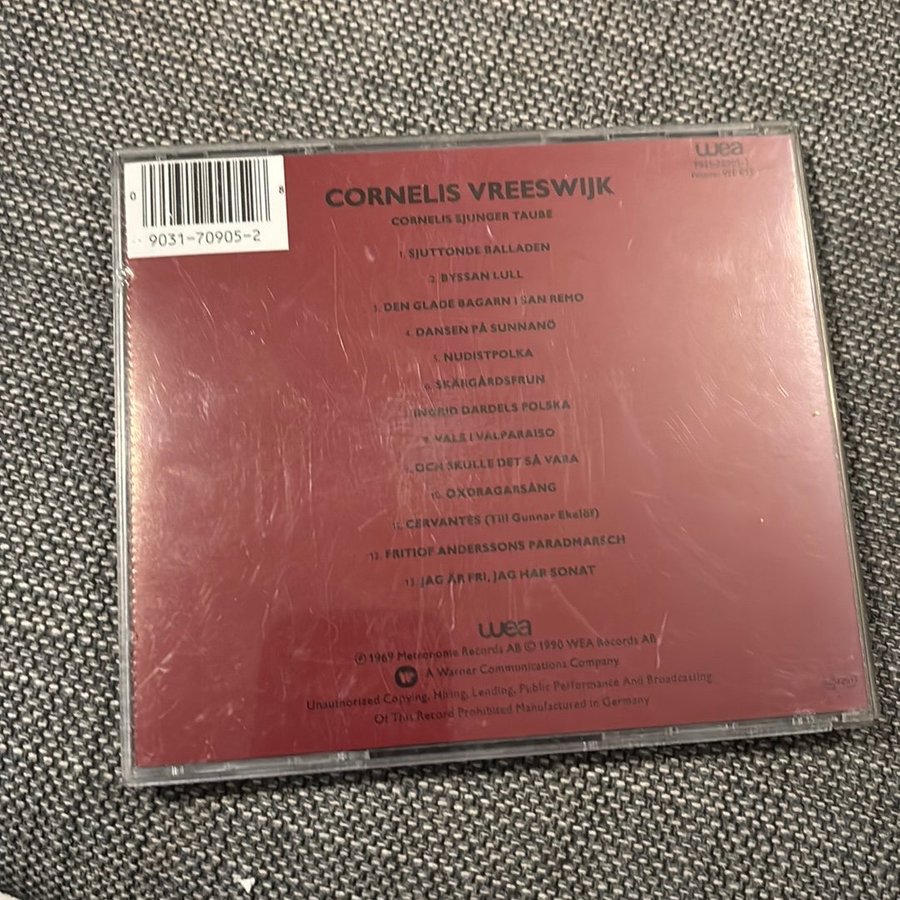 0 8
9031-70905-2
wea
CORNELIS VREESWIJK
CORNELIS SJUNGER TAUBE
1. SJUTTONDE BALLADEN
2. BYSSAN LULL
3. DEN GLADE BAGARN I SAN REMO
4. DANSEN PÅ SUNNANÖ
5. NUDISTPOLKA
6. SKÄRGÅRDSFRUN
INGRID DARDELS POLSKA
VALS I VALPARAISO
OCH SKULLE DET SÅ VARA
10. OXDRAGARSÅNG
11. CERVANTES (Till Gunnar Ekelöf)
12. FRITIOF ANDERSSONS PARADMARSCH
13. JAG ÄR FRI, JAG HAR SONAT
wea
℗ 1969 Metronome Records AB © 1990 WEA Records AB
A Warner Communications Company
Unauthorized Copying, Hiring, Lending, Public Performance And Broadcasting
Of This Record Prohibited Manufactured in Germany